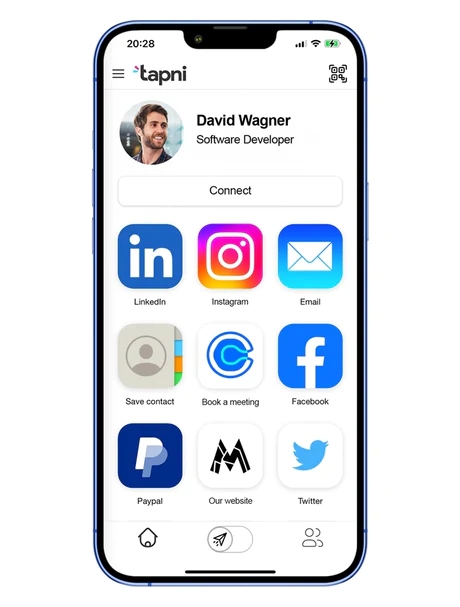 20:28
tapni
David Wagner
Software Developer
Connect
in
LinkedIn
Instagram
Email
Save contact
Book a meeting
Facebook
Paypal
Our website
Twitter